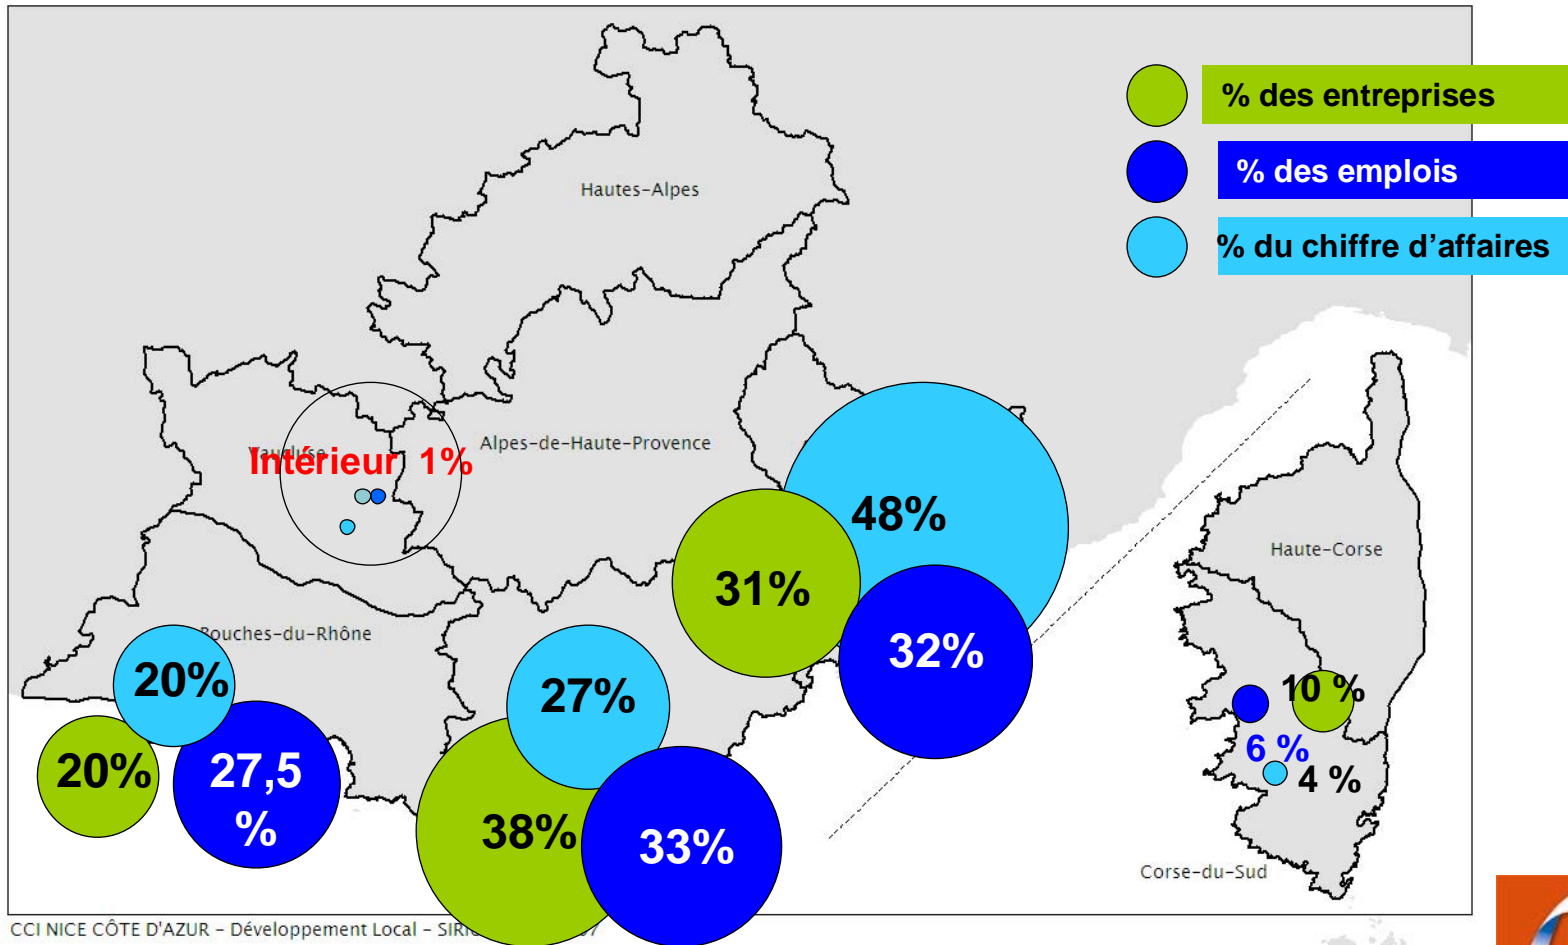 % des entreprises
% des emplois
% du chiffre d'affaires
Hautes-Alpes
Alpes-de-Haute-Provence
Vaucluse
Intérieur 1%
48%
31%
32%
Haute-Corse
Bouches-du-Rhône
20%
20%
27,5
%
27%
38%
33%
10 %
6 %
4 %
Corse-du-Sud
CCI NICE CÔTE D'AZUR - Développement Local -